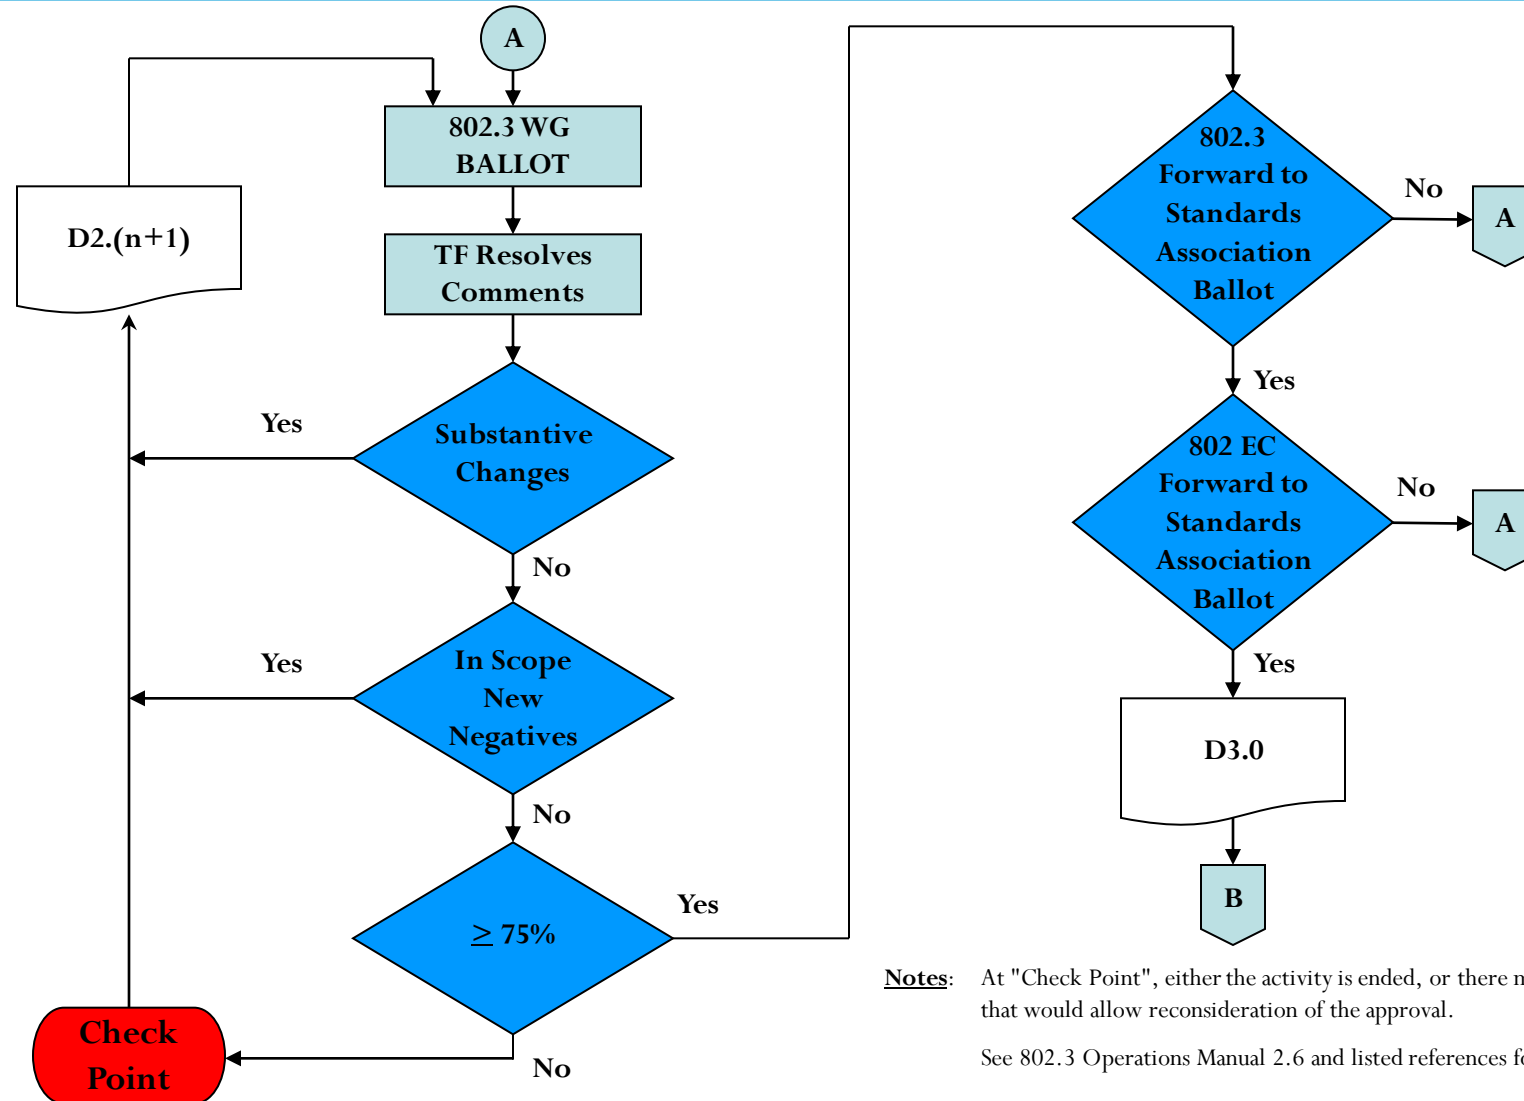 A
802.3 WG
BALLOT
D2.(n+1)
TF Resolves
Comments
Substantive
Changes
Yes
No
In Scope
New
Negatives
Yes
No
≥ 75%
Yes
No
Check
Point
802.3
Forward to
Standards
Association
Ballot
No
A
Yes
802 EC
Forward to
Standards
Association
Ballot
No
A
Yes
D3.0
B
Notes: At "Check Point", either the activity is ended, or there
that would allow reconsideration of the approval.
See 802.3 Operations Manual 2.6 and listed references